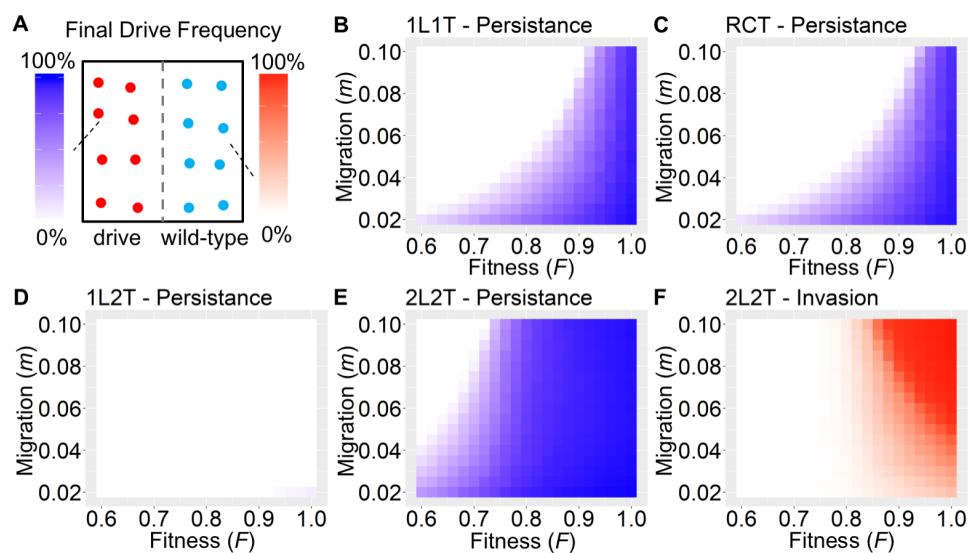 A
Final Drive Frequency
100%
100%
0%
drive
wild-type
0%
B
1L1T - Persistance
Migration (m)
0.10
0.08
0.06
0.04
0.02
0.6 0.7 0.8 0.9 1.0
Fitness (F)
C
RCT - Persistance
Migration (m)
0.10
0.08
0.06
0.04
0.02
0.6 0.7 0.8 0.9 1.0
Fitness (F)
D
1L2T - Persistance
Migration (m)
0.10
0.08
0.06
0.04
0.02
0.6 0.7 0.8 0.9 1.0
Fitness (F)
E
2L2T - Persistance
Migration (m)
0.10
0.08
0.06
0.04
0.02
0.6 0.7 0.8 0.9 1.0
Fitness (F)
F
2L2T - Invasion
Migration (m)
0.10
0.08
0.06
0.04
0.02
0.6 0.7 0.8 0.9 1.0
Fitness (F)